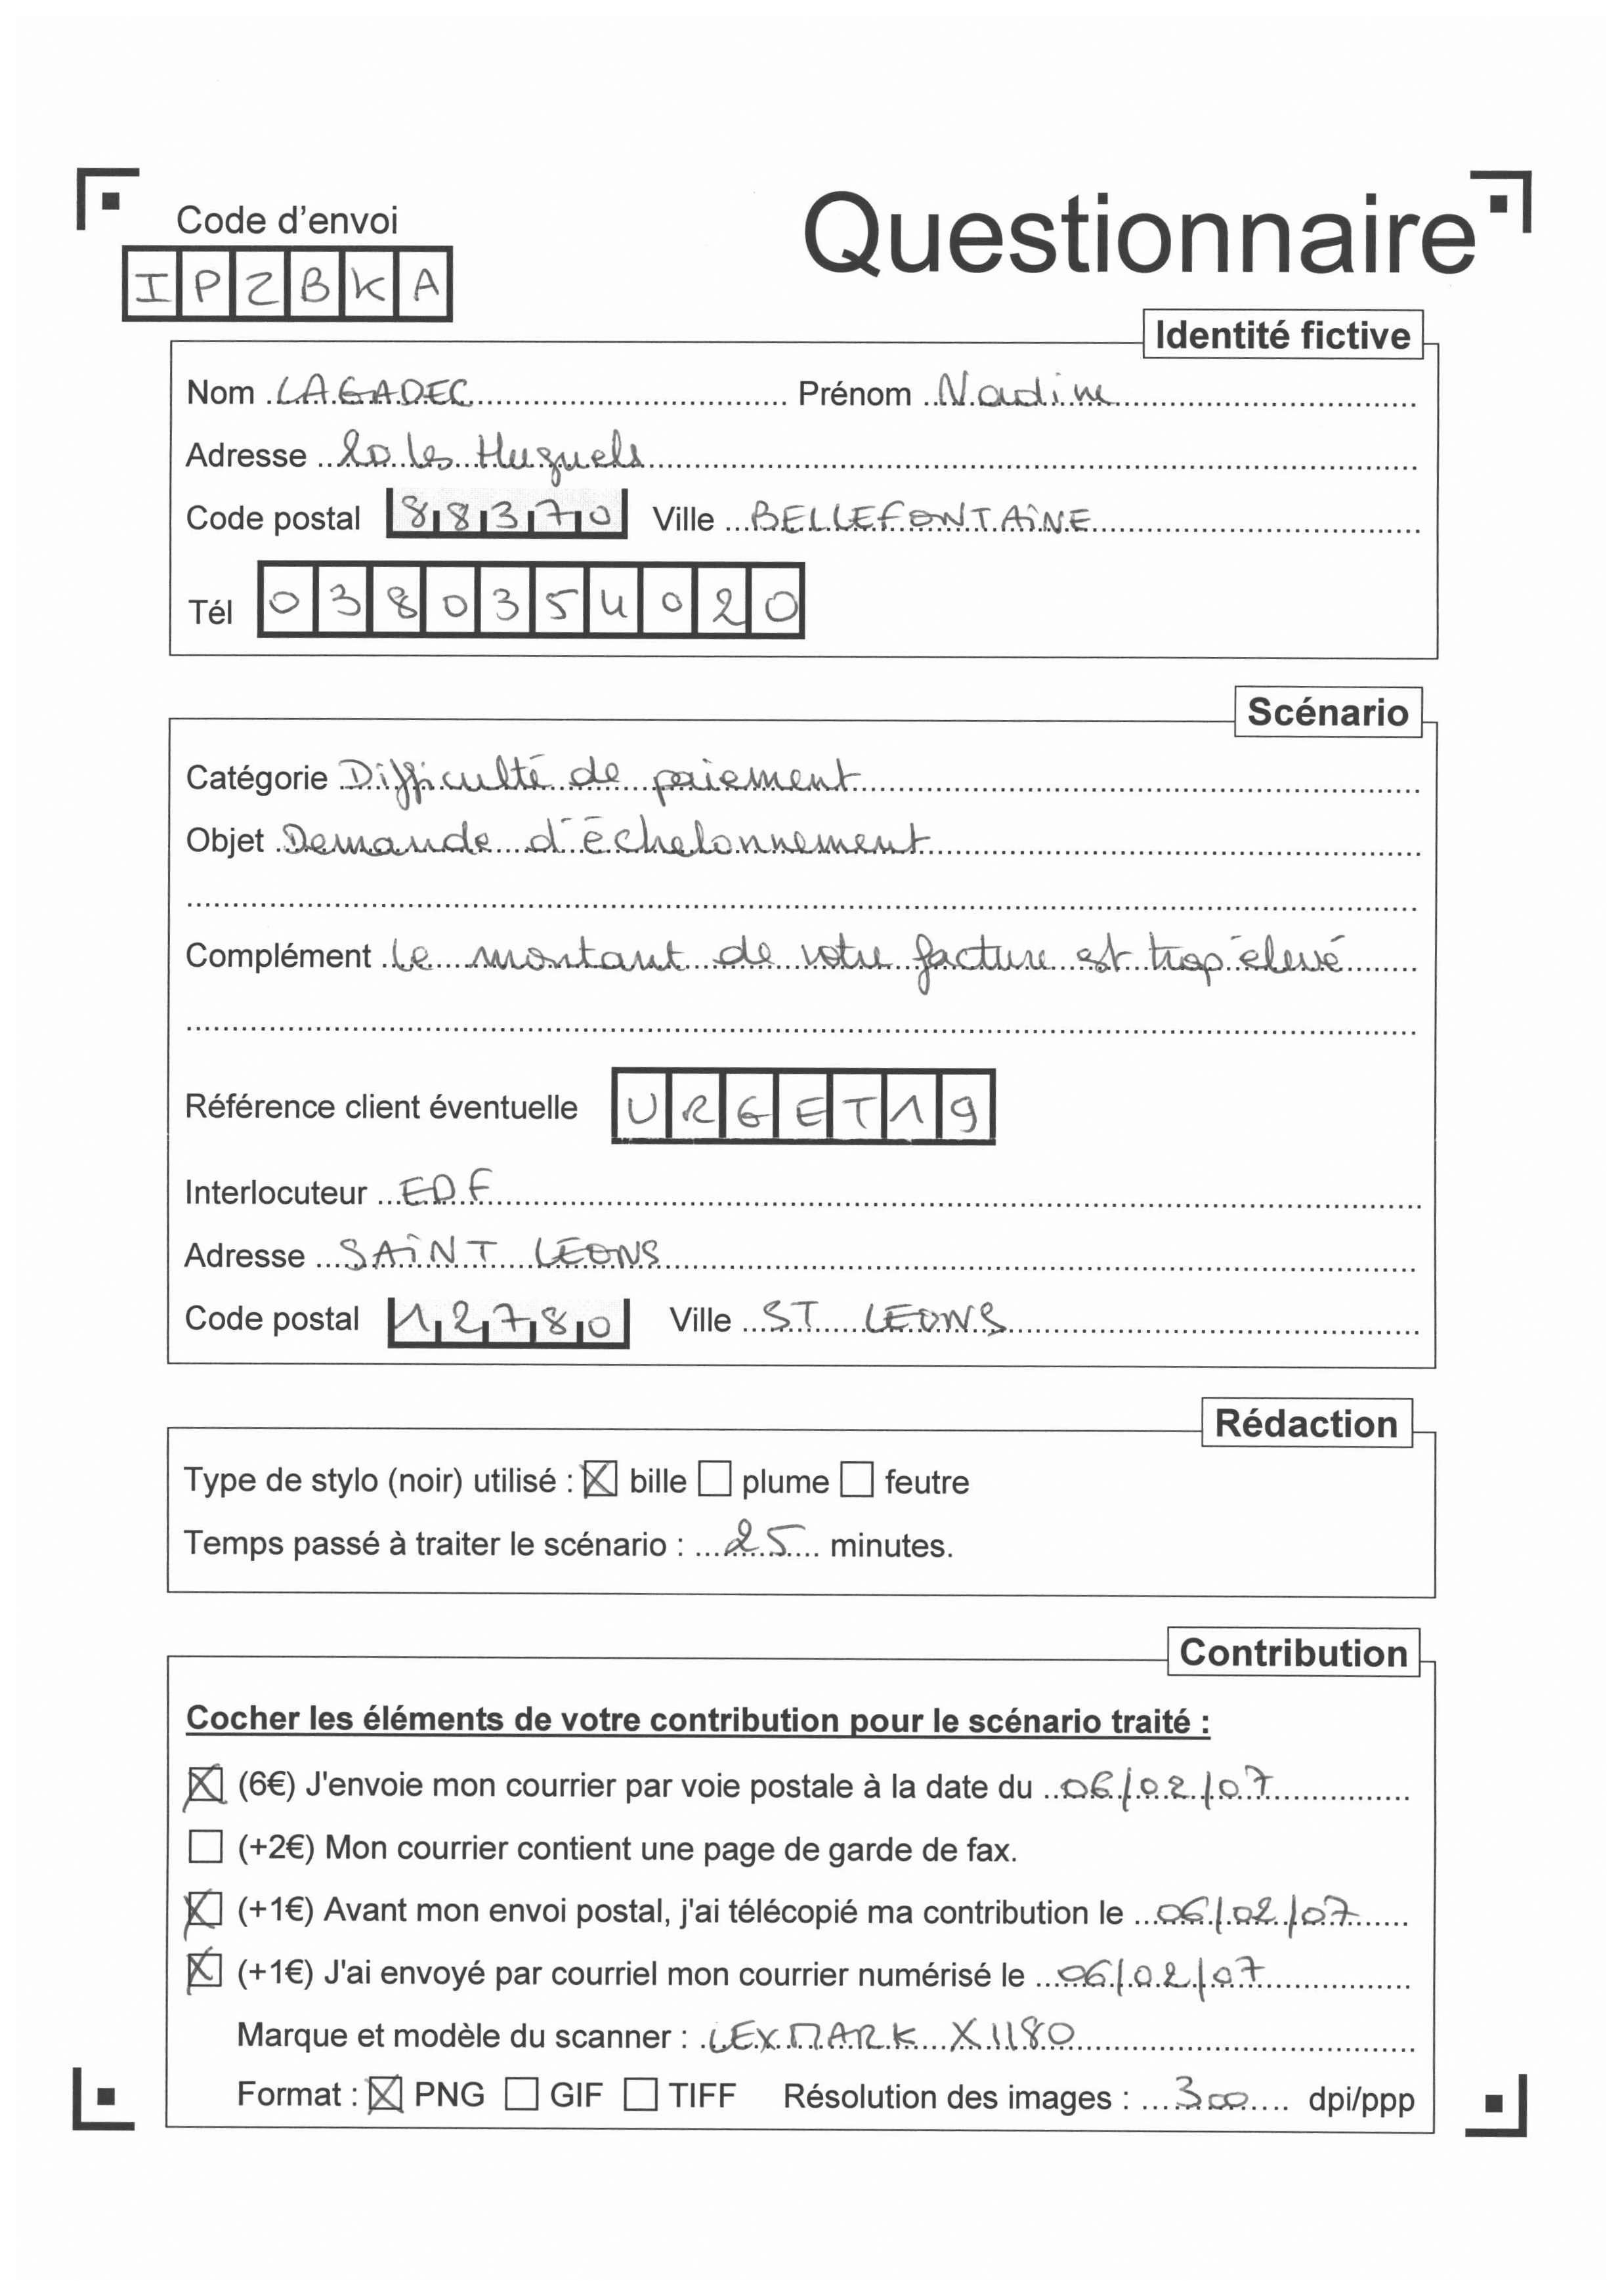 Code d'envoi
Questionnaire
IPZBKA
Identité fictive
Nom LAGADEC Prénom Nadine
Adresse 20 les Huguets
Code postal 88370 Ville BELLEFONTAINE
Tél 0380354020
Scénario
Catégorie Difficulté de paiement
Objet Demande d'échelonnement
Complément Le montant de votre facture est trop élevé
Référence client éventuelle URGET19
Interlocuteur EDF
Adresse SAINT LÉONS
Code postal 12780 Ville ST LEONS
Rédaction
Type de stylo (noir) utilisé : ☒ bille ☐ plume ☐ feutre
Temps passé à traiter le scénario : 25 minutes.
Contribution
Cocher les éléments de votre contribution pour le scénario traité :
☒ (6€) J'envoie mon courrier par voie postale à la date du 06/02/07
☐ (+2€) Mon courrier contient une page de garde de fax.
☒ (+1€) Avant mon envoi postal, j'ai télécopié ma contribution le 06/02/07
☒ (+1€) J'ai envoyé par courriel mon courrier numérisé le 06/02/07
Marque et modèle du scanner : LEXMARK X1180
Format : ☒ PNG ☐ GIF ☐ TIFF Résolution des images : 300 dpi/ppp